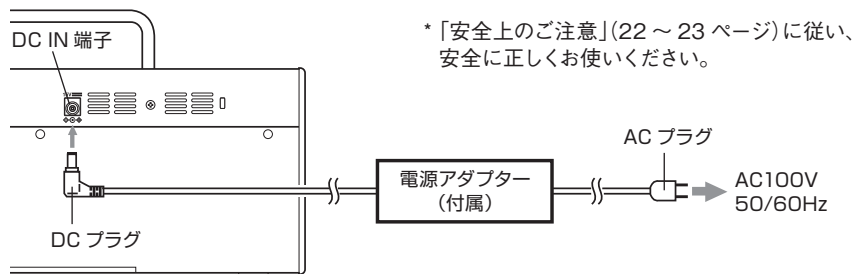 DC IN 端子
*「安全上のご注意」（22 ～ 23 ページ）に従い、
安全に正しくお使いください。
AC プラグ
電源アダプター
（付属）
AC100V
50/60Hz
DC プラグ